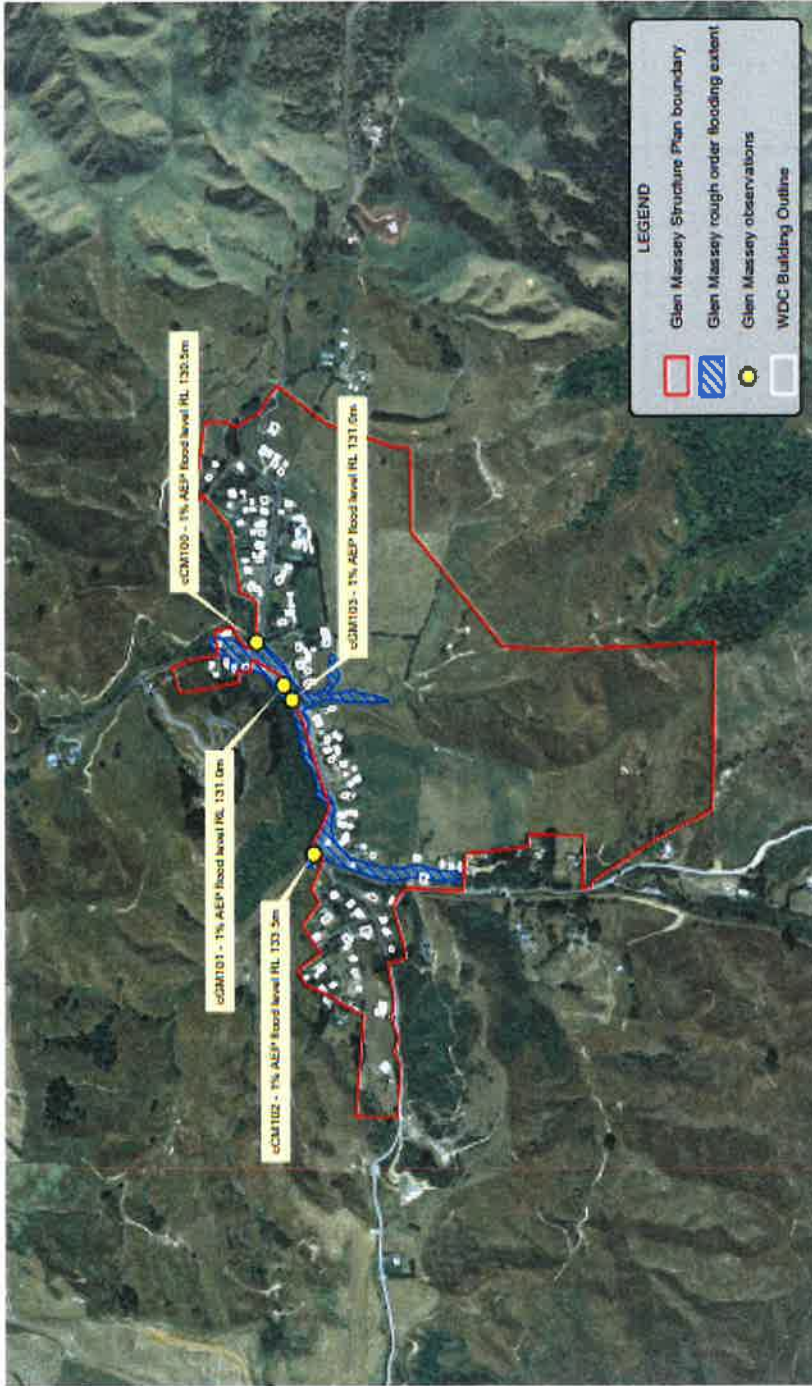 cCM100 - 1% AEP flood level RL 130.5m
cGM103 - 1% AEP flood level RL 131.0m
cGM101 - 1% AEP flood level RL 131.0m
cCM102 - 1% AEP flood level RL 133.5m
LEGEND
Glen Massey Structure Plan boundary
Glen Massey rough order flooding extent
Glen Massey observations
WDC Building Outline